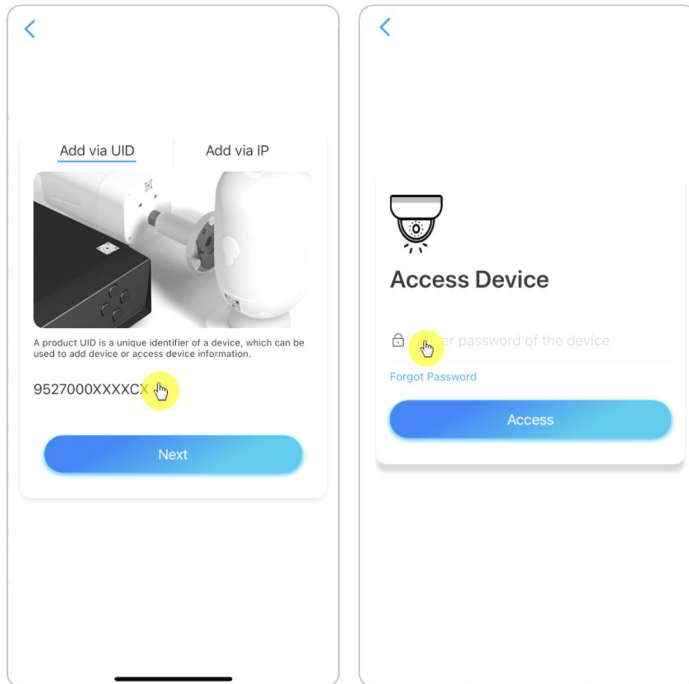 Add via UID
Add via IP
A product UID is a unique identifier of a device, which can be
used to add device or access device information.
9527000XXXXCX
Next
Access Device
password of the device
Forgot Password
Access